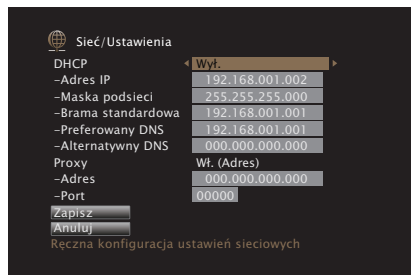 Sieć/Ustawienia
DHCP Wył.
–Adres IP 192.168.001.002
–Maska podsieci 255.255.255.000
–Brama standardowa 192.168.001.001
–Preferowany DNS 192.168.001.001
–Alternatywny DNS 000.000.000.000
Proxy Wł. (Adres)
–Adres 000.000.000.000
–Port 00000
Zapisz
Anuluj
Ręczna konfiguracja ustawień sieciowych